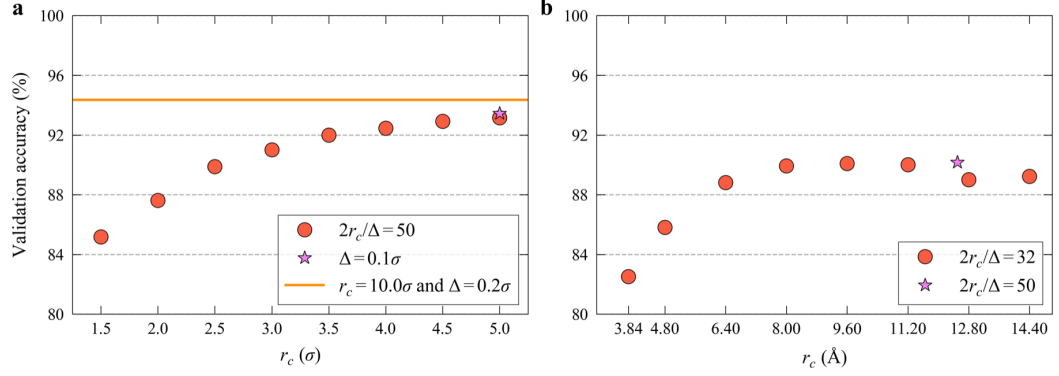 a
100
96
92
88
84
80
Validation accuracy (%)
2r_c/Δ = 50
Δ = 0.1σ
r_c = 10.0σ and Δ = 0.2σ
1.5 2.0 2.5 3.0 3.5 4.0 4.5 5.0
r_c (σ)
b
100
96
92
88
84
80
2r_c/Δ = 32
2r_c/Δ = 50
3.84 4.80 6.40 8.00 9.60 11.20 12.80 14.40
r_c (Å)